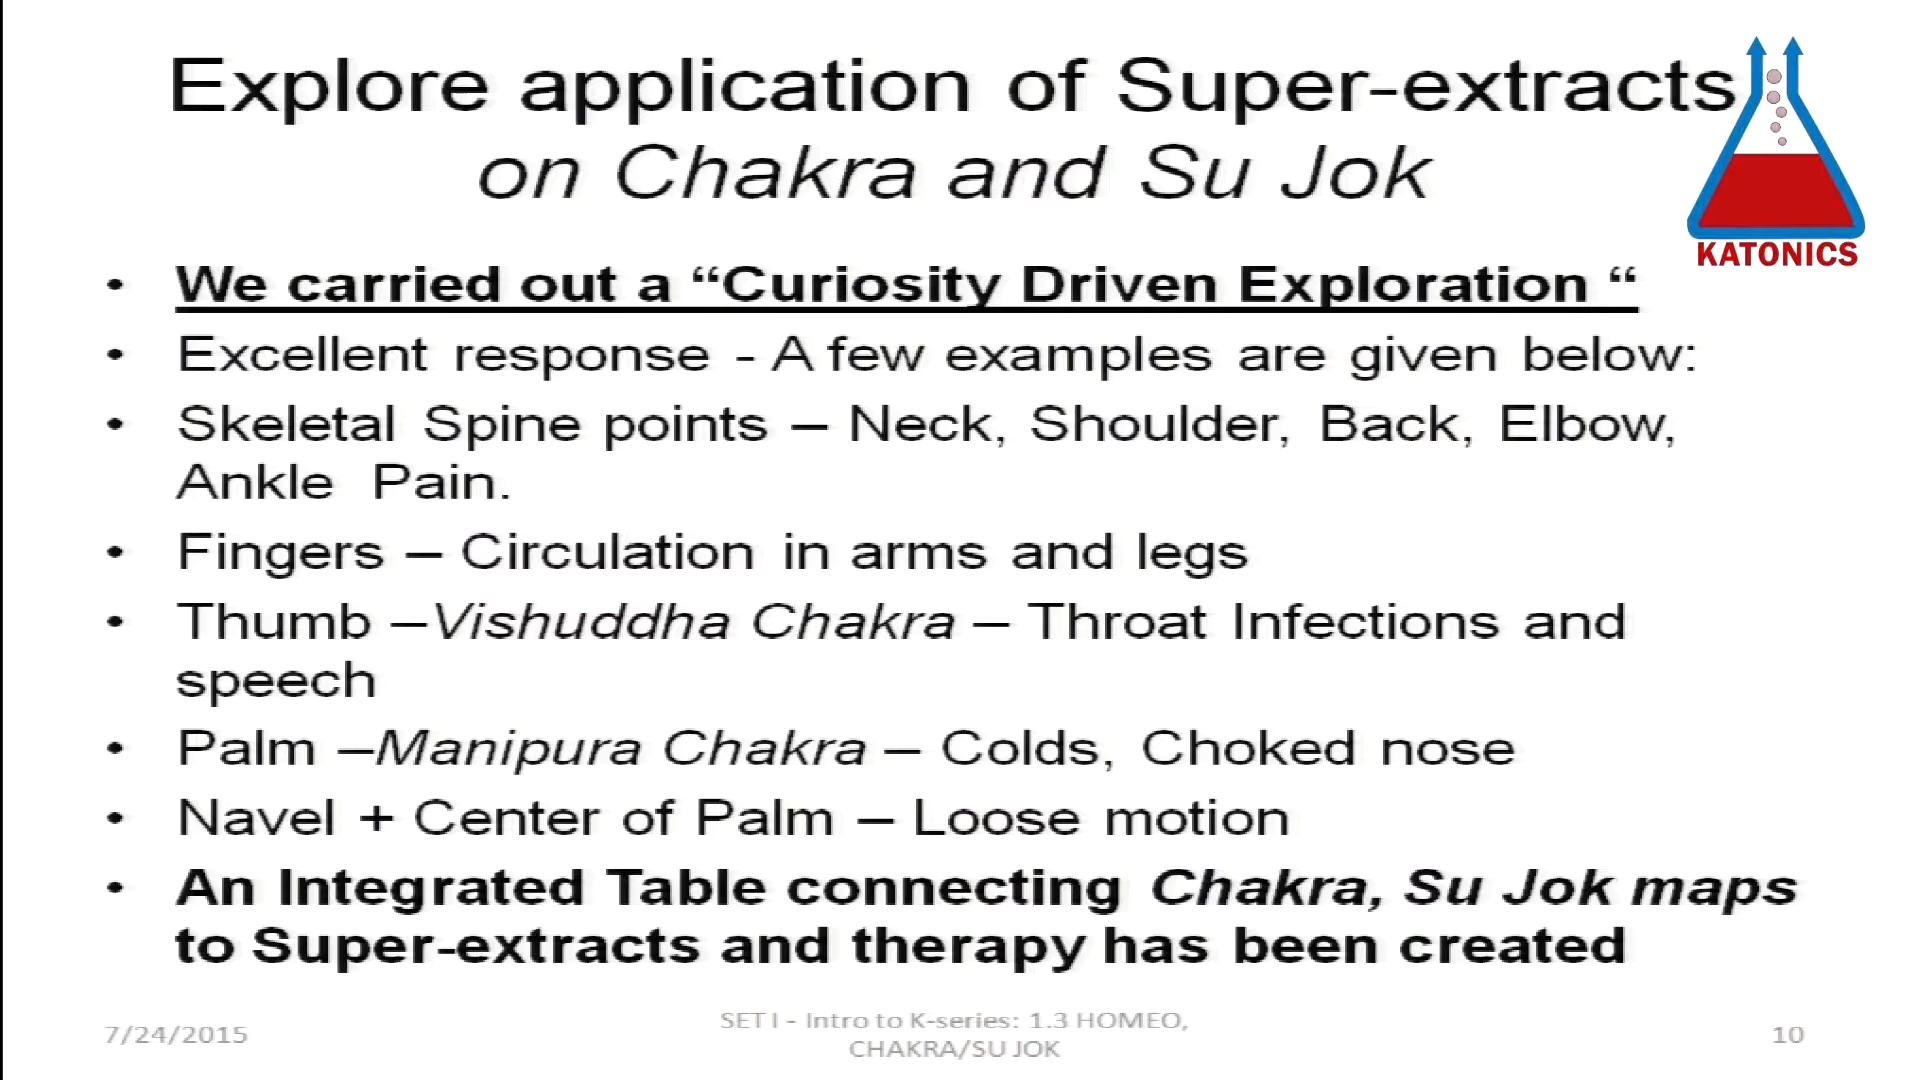 Explore application of Super-extracts
on Chakra and Su Jok
KATONICS
• We carried out a “Curiosity Driven Exploration “
• Excellent response - A few examples are given below:
• Skeletal Spine points – Neck, Shoulder, Back, Elbow,
Ankle Pain.
• Fingers – Circulation in arms and legs
• Thumb –Vishuddha Chakra – Throat Infections and
speech
• Palm –Manipura Chakra – Colds, Choked nose
• Navel + Center of Palm – Loose motion
• An Integrated Table connecting Chakra, Su Jok maps
to Super-extracts and therapy has been created
7/24/2015
SET I - Intro to K-series: 1.3 HOMEO,
CHAKRA/SU JOK
10